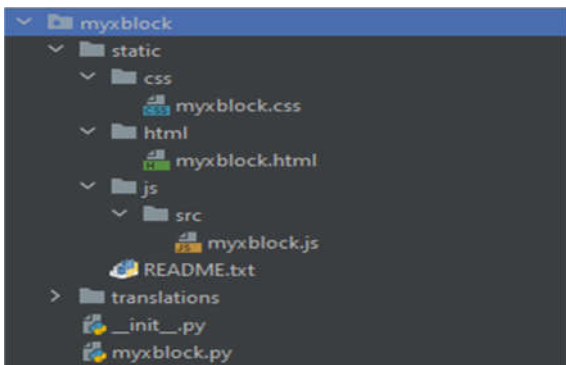 myxblock
static
css
myxblock.css
html
myxblock.html
js
src
myxblock.js
README.txt
translations
__init__.py
myxblock.py